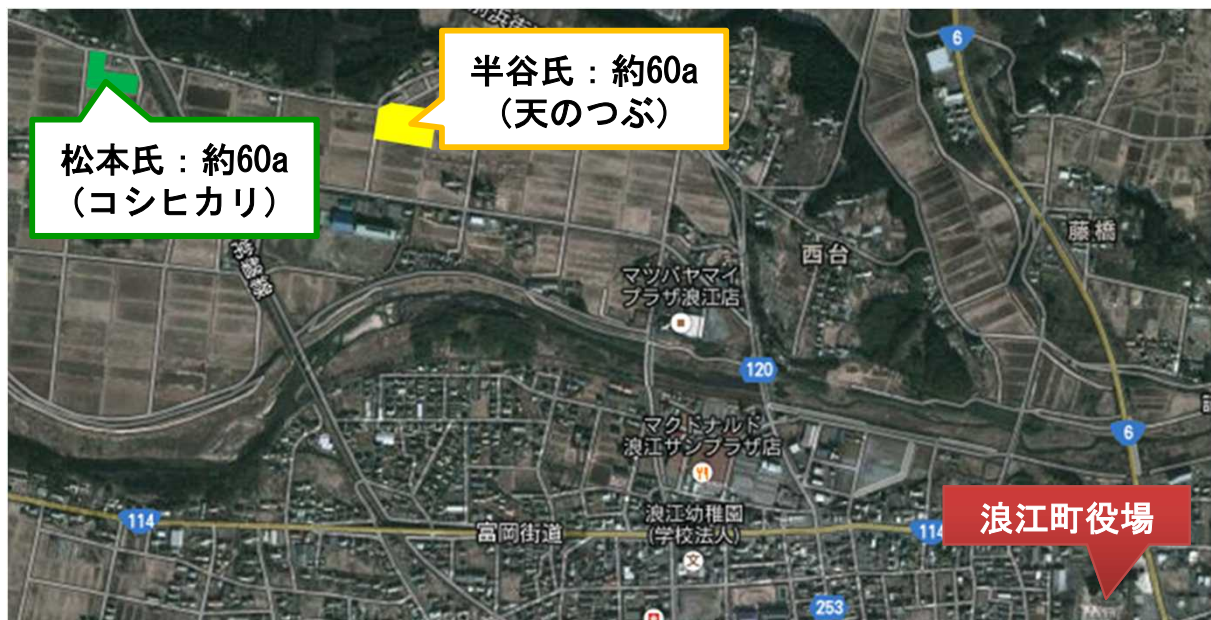 6
半谷氏：約60a
（天のつぶ）
松本氏：約60a
（コシヒカリ）
藤橋
西台
常磐線
マツバヤマイ
プラザ浪江店
120
マクドナルド
浪江サンプラザ店
6
浪江町役場
114
富岡街道
浪江幼稚園
(学校法人)
114
文
253